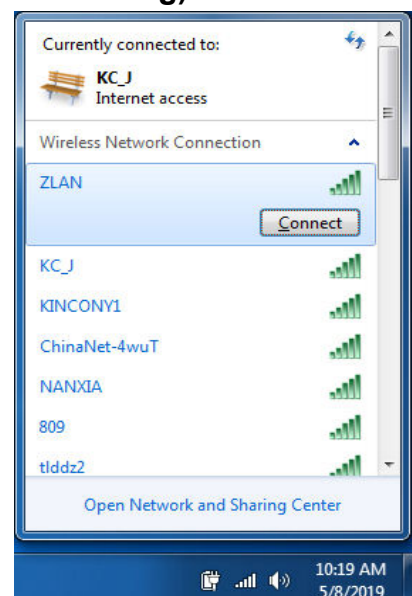 Currently connected to:
KC_J
Internet access
Wireless Network Connection
ZLAN
Connect
KC_J
KINCONY1
ChinaNet-4wuT
NANXIA
809
tlddz2
Open Network and Sharing Center
10:19 AM
5/8/2019